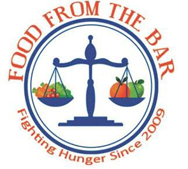 FOOD FROM THE BAR
Fighting Hunger Since 2009